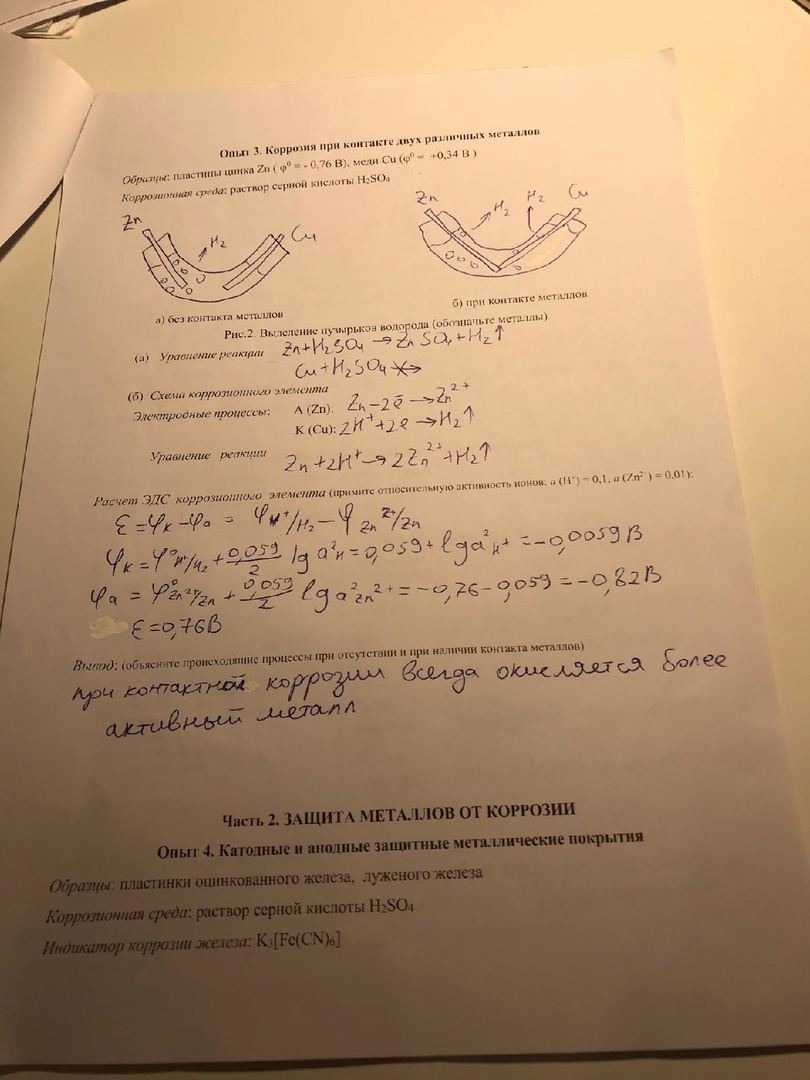 Опыт 3. Коррозия при контакте двух различных металлов
Образцы: пластины цинка Zn ( φ⁰ = - 0,76 В), меди Cu (φ⁰ = +0,34 В )
Коррозионная среда: раствор серной кислоты H₂SO₄
Zn H₂ Cu
Zn H₂ H₂ Cu
а) без контакта металлов
б) при контакте металлов
Рис.2. Выделение пузырьков водорода (обозначьте металлы)
(а) Уравнение реакции Zn+H₂SO₄ →ZnSO₄+H₂↑
Cu+H₂SO₄ ↛
(б) Схема коррозионного элемента
Электродные процессы: А (Zn): Zn-2ē →Zn²⁺
К (Cu): 2H⁺+2e →H₂↑
Уравнение реакции Zn+2H⁺→2Zn²⁺+H₂↑
Расчет ЭДС коррозионного элемента (примите относительную активность ионов: a (H⁺) = 0,1, a (Zn²⁺) = 0,01):
Ɛ=φк-φа = φH⁺/H₂-φZn²⁺/Zn
φк=φ⁰H⁺/H₂+0,059/2 lg a²H=0,059+lga²H⁺=-0,0059В
φа=φ⁰Zn²⁺/Zn+0,059/2 lga²Zn²⁺=-0,76-0,059=-0,82В
Ɛ=0,76В
Вывод: (объясните происходящие процессы при отсутствии и при наличии контакта металлов)
при контактной коррозии всегда окисляется более
активный металл
Часть 2. ЗАЩИТА МЕТАЛЛОВ ОТ КОРРОЗИИ
Опыт 4. Катодные и анодные защитные металлические покрытия
Образцы: пластинки оцинкованного железа, луженого железа
Коррозионная среда: раствор серной кислоты H₂SO₄
Индикатор коррозии железа: K₃[Fe(CN)₆]